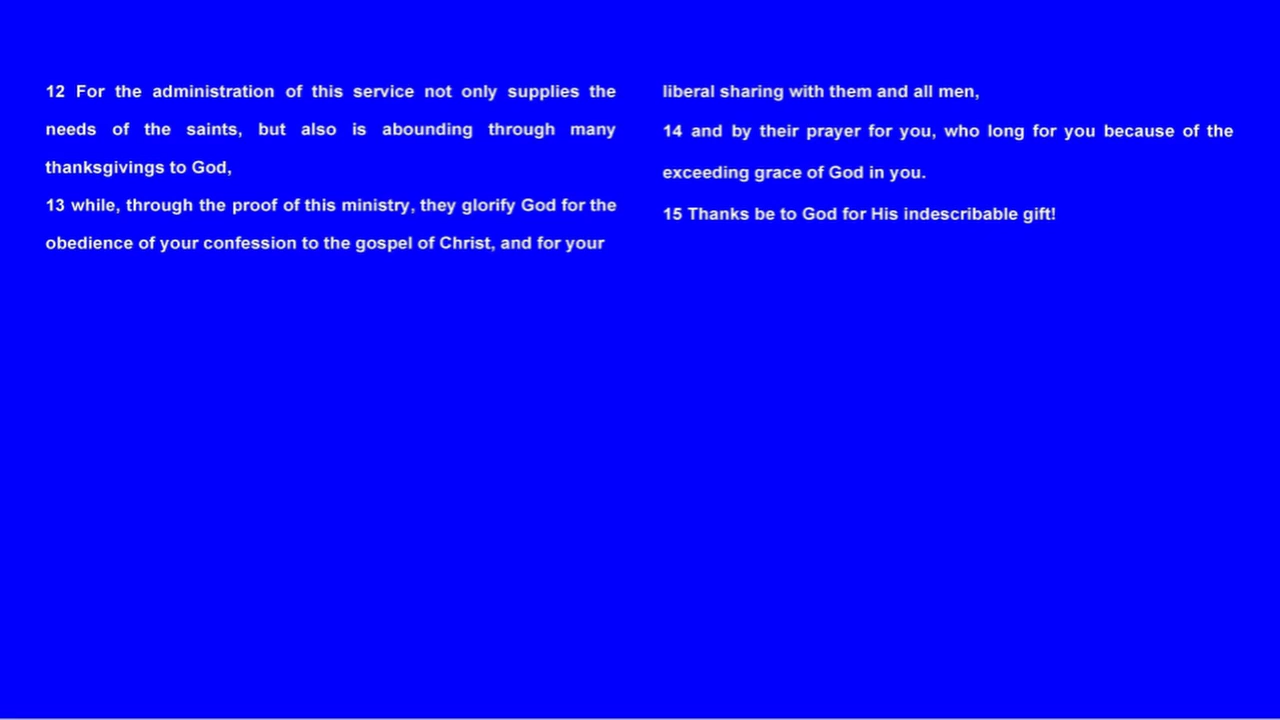 12 For the administration of this service not only supplies the
needs of the saints, but also is abounding through many
thanksgivings to God,
13 while, through the proof of this ministry, they glorify God for the
obedience of your confession to the gospel of Christ, and for your
liberal sharing with them and all men,
14 and by their prayer for you, who long for you because of the
exceeding grace of God in you.
15 Thanks be to God for His indescribable gift!